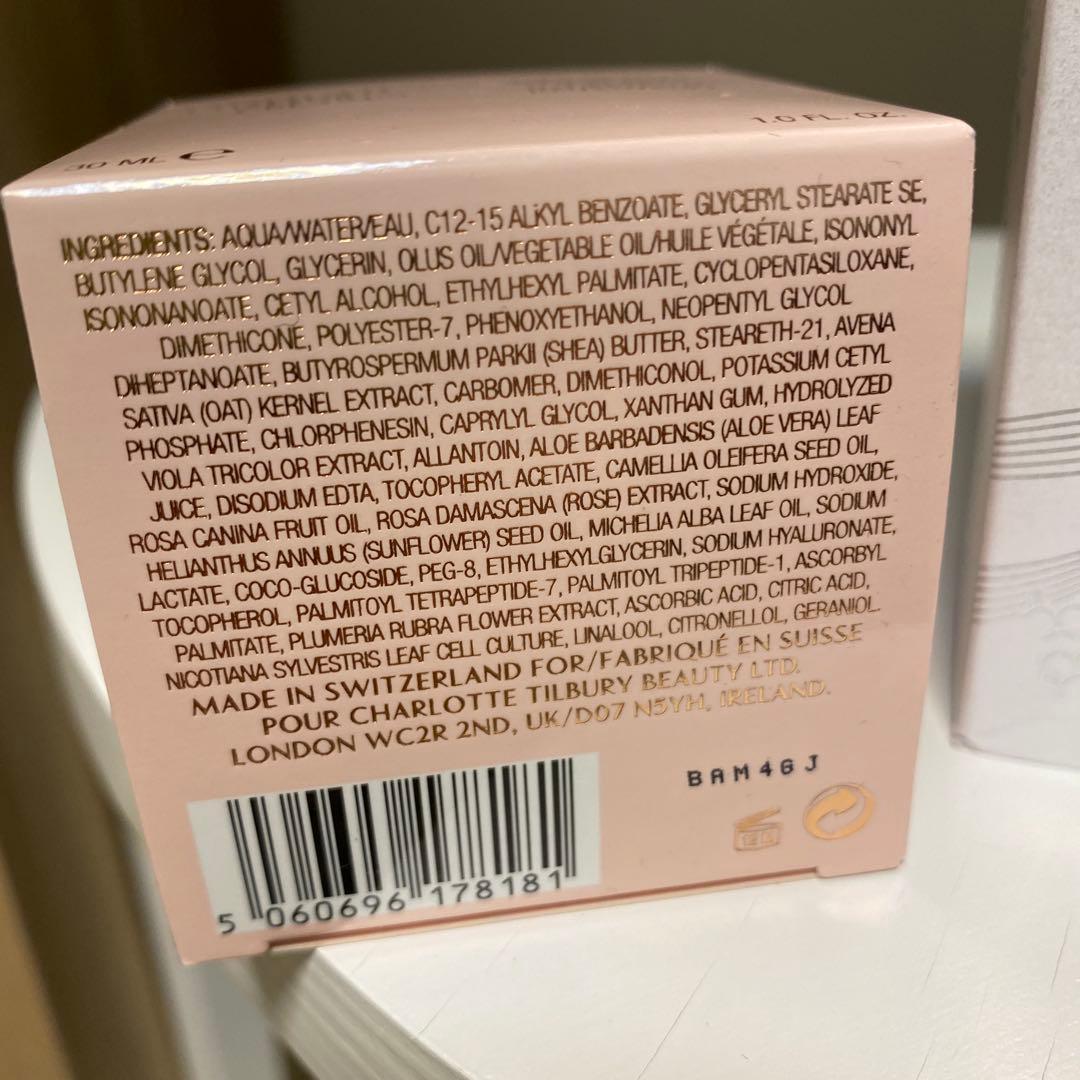 30 ML e
1.0 FL. OZ.
INGREDIENTS: AQUA/WATER/EAU, C12-15 ALKYL BENZOATE, GLYCERYL STEARATE SE,
BUTYLENE GLYCOL, GLYCERIN, OLUS OIL/VEGETABLE OIL/HUILE VÉGÉTALE, ISONONYL
ISONONANOATE, CETYL ALCOHOL, ETHYLHEXYL PALMITATE, CYCLOPENTASILOXANE,
DIMETHICONE, POLYESTER-7, PHENOXYETHANOL, NEOPENTYL GLYCOL
DIHEPTANOATE, BUTYROSPERMUM PARKII (SHEA) BUTTER, STEARETH-21, AVENA
SATIVA (OAT) KERNEL EXTRACT, CARBOMER, DIMETHICONOL, POTASSIUM CETYL
PHOSPHATE, CHLORPHENESIN, CAPRYLYL GLYCOL, XANTHAN GUM, HYDROLYZED
VIOLA TRICOLOR EXTRACT, ALLANTOIN, ALOE BARBADENSIS (ALOE VERA) LEAF
JUICE, DISODIUM EDTA, TOCOPHERYL ACETATE, CAMELLIA OLEIFERA SEED OIL,
ROSA CANINA FRUIT OIL, ROSA DAMASCENA (ROSE) EXTRACT, SODIUM HYDROXIDE,
HELIANTHUS ANNUUS (SUNFLOWER) SEED OIL, MICHELIA ALBA LEAF OIL, SODIUM
LACTATE, COCO-GLUCOSIDE, PEG-8, ETHYLHEXYLGLYCERIN, SODIUM HYALURONATE,
TOCOPHEROL, PALMITOYL TETRAPEPTIDE-7, PALMITOYL TRIPEPTIDE-1, ASCORBYL
PALMITATE, PLUMERIA RUBRA FLOWER EXTRACT, ASCORBIC ACID, CITRIC ACID,
NICOTIANA SYLVESTRIS LEAF CELL CULTURE, LINALOOL, CITRONELLOL, GERANIOL.
MADE IN SWITZERLAND FOR/FABRIQUÉ EN SUISSE
POUR CHARLOTTE TILBURY BEAUTY LTD.
LONDON WC2R 2ND, UK/D07 N5YH, IRELAND.
BAM46J
5 060696 178181